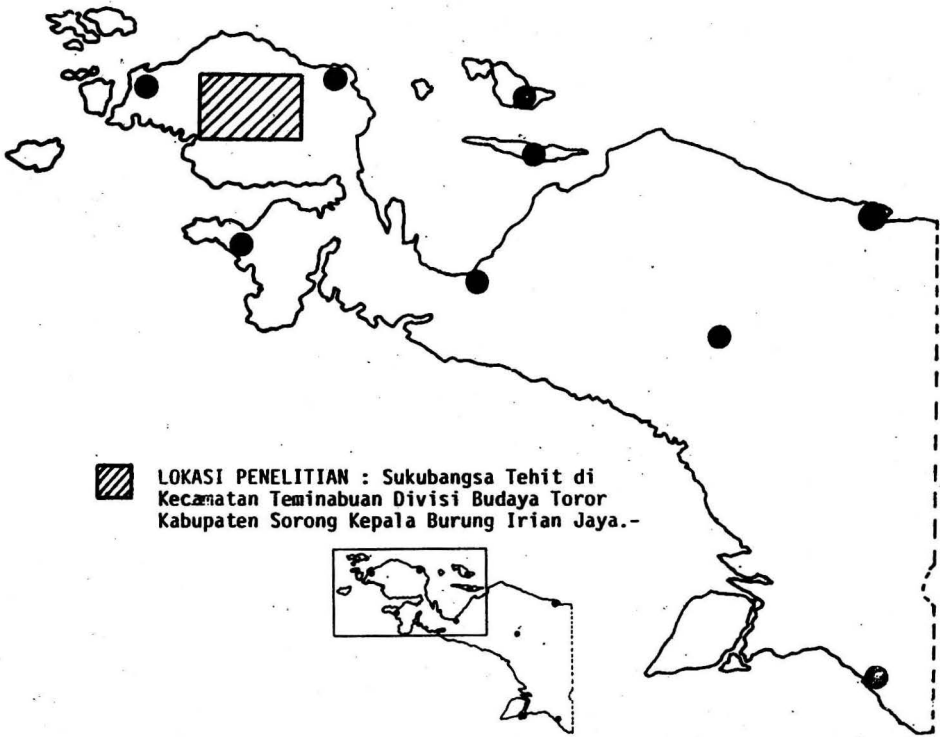 LOKASI PENELITIAN : Sukubangsa Tehit di
Kecamatan Teminabuan Divisi Budaya Toror
Kabupaten Sorong Kepala Burung Irian Jaya.-